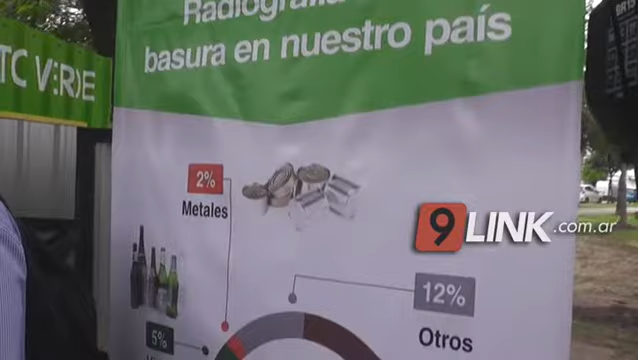 Radiografía
basura en nuestro país
TC VERDE
2%
Metales
9LINK.com.ar
12%
Otros
5%